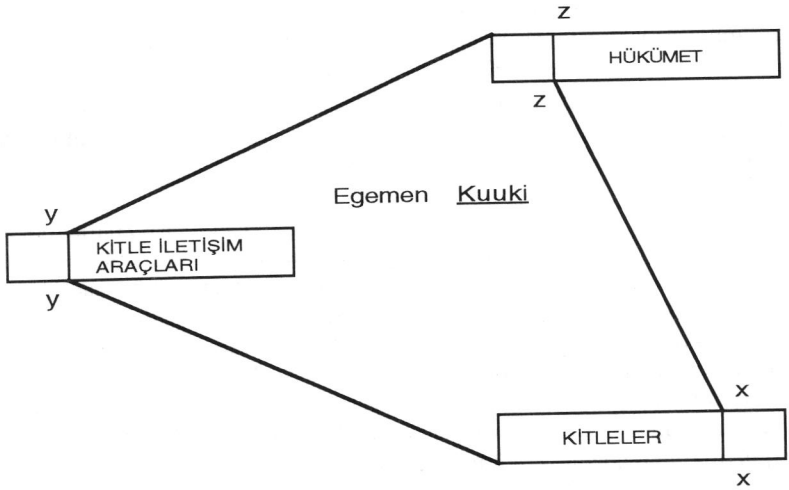 z
HÜKÜMET
z
Egemen Kuuki
y
KİTLE İLETİŞİM
ARAÇLARI
y
x
KİTLELER
x